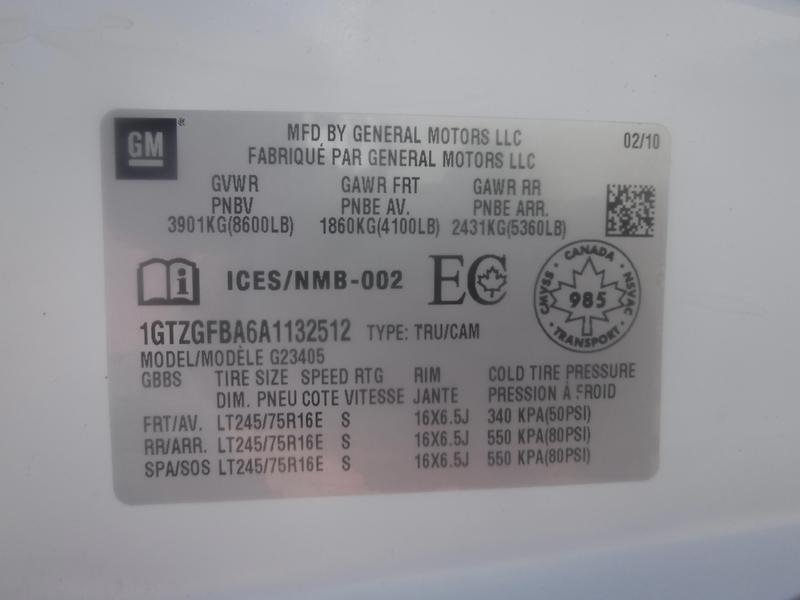 GM
MFD BY GENERAL MOTORS LLC 02/10
FABRIQUÉ PAR GENERAL MOTORS LLC
GVWR GAWR FRT GAWR RR
PNBV PNBE AV. PNBE ARR.
3901KG(8600LB) 1860KG(4100LB) 2431KG(5360LB)
i ICES/NMB-002 EC
CANADA
CMVSS 985 NSVAC
TRANSPORT
1GTZGFBA6A1132512 TYPE: TRU/CAM
MODEL/MODÈLE G23405
GBBS TIRE SIZE SPEED RTG RIM COLD TIRE PRESSURE
DIM. PNEU COTE VITESSE JANTE PRESSION À FROID
FRT/AV. LT245/75R16E S 16X6.5J 340 KPA(50PSI)
RR/ARR. LT245/75R16E S 16X6.5J 550 KPA(80PSI)
SPA/SOS LT245/75R16E S 16X6.5J 550 KPA(80PSI)